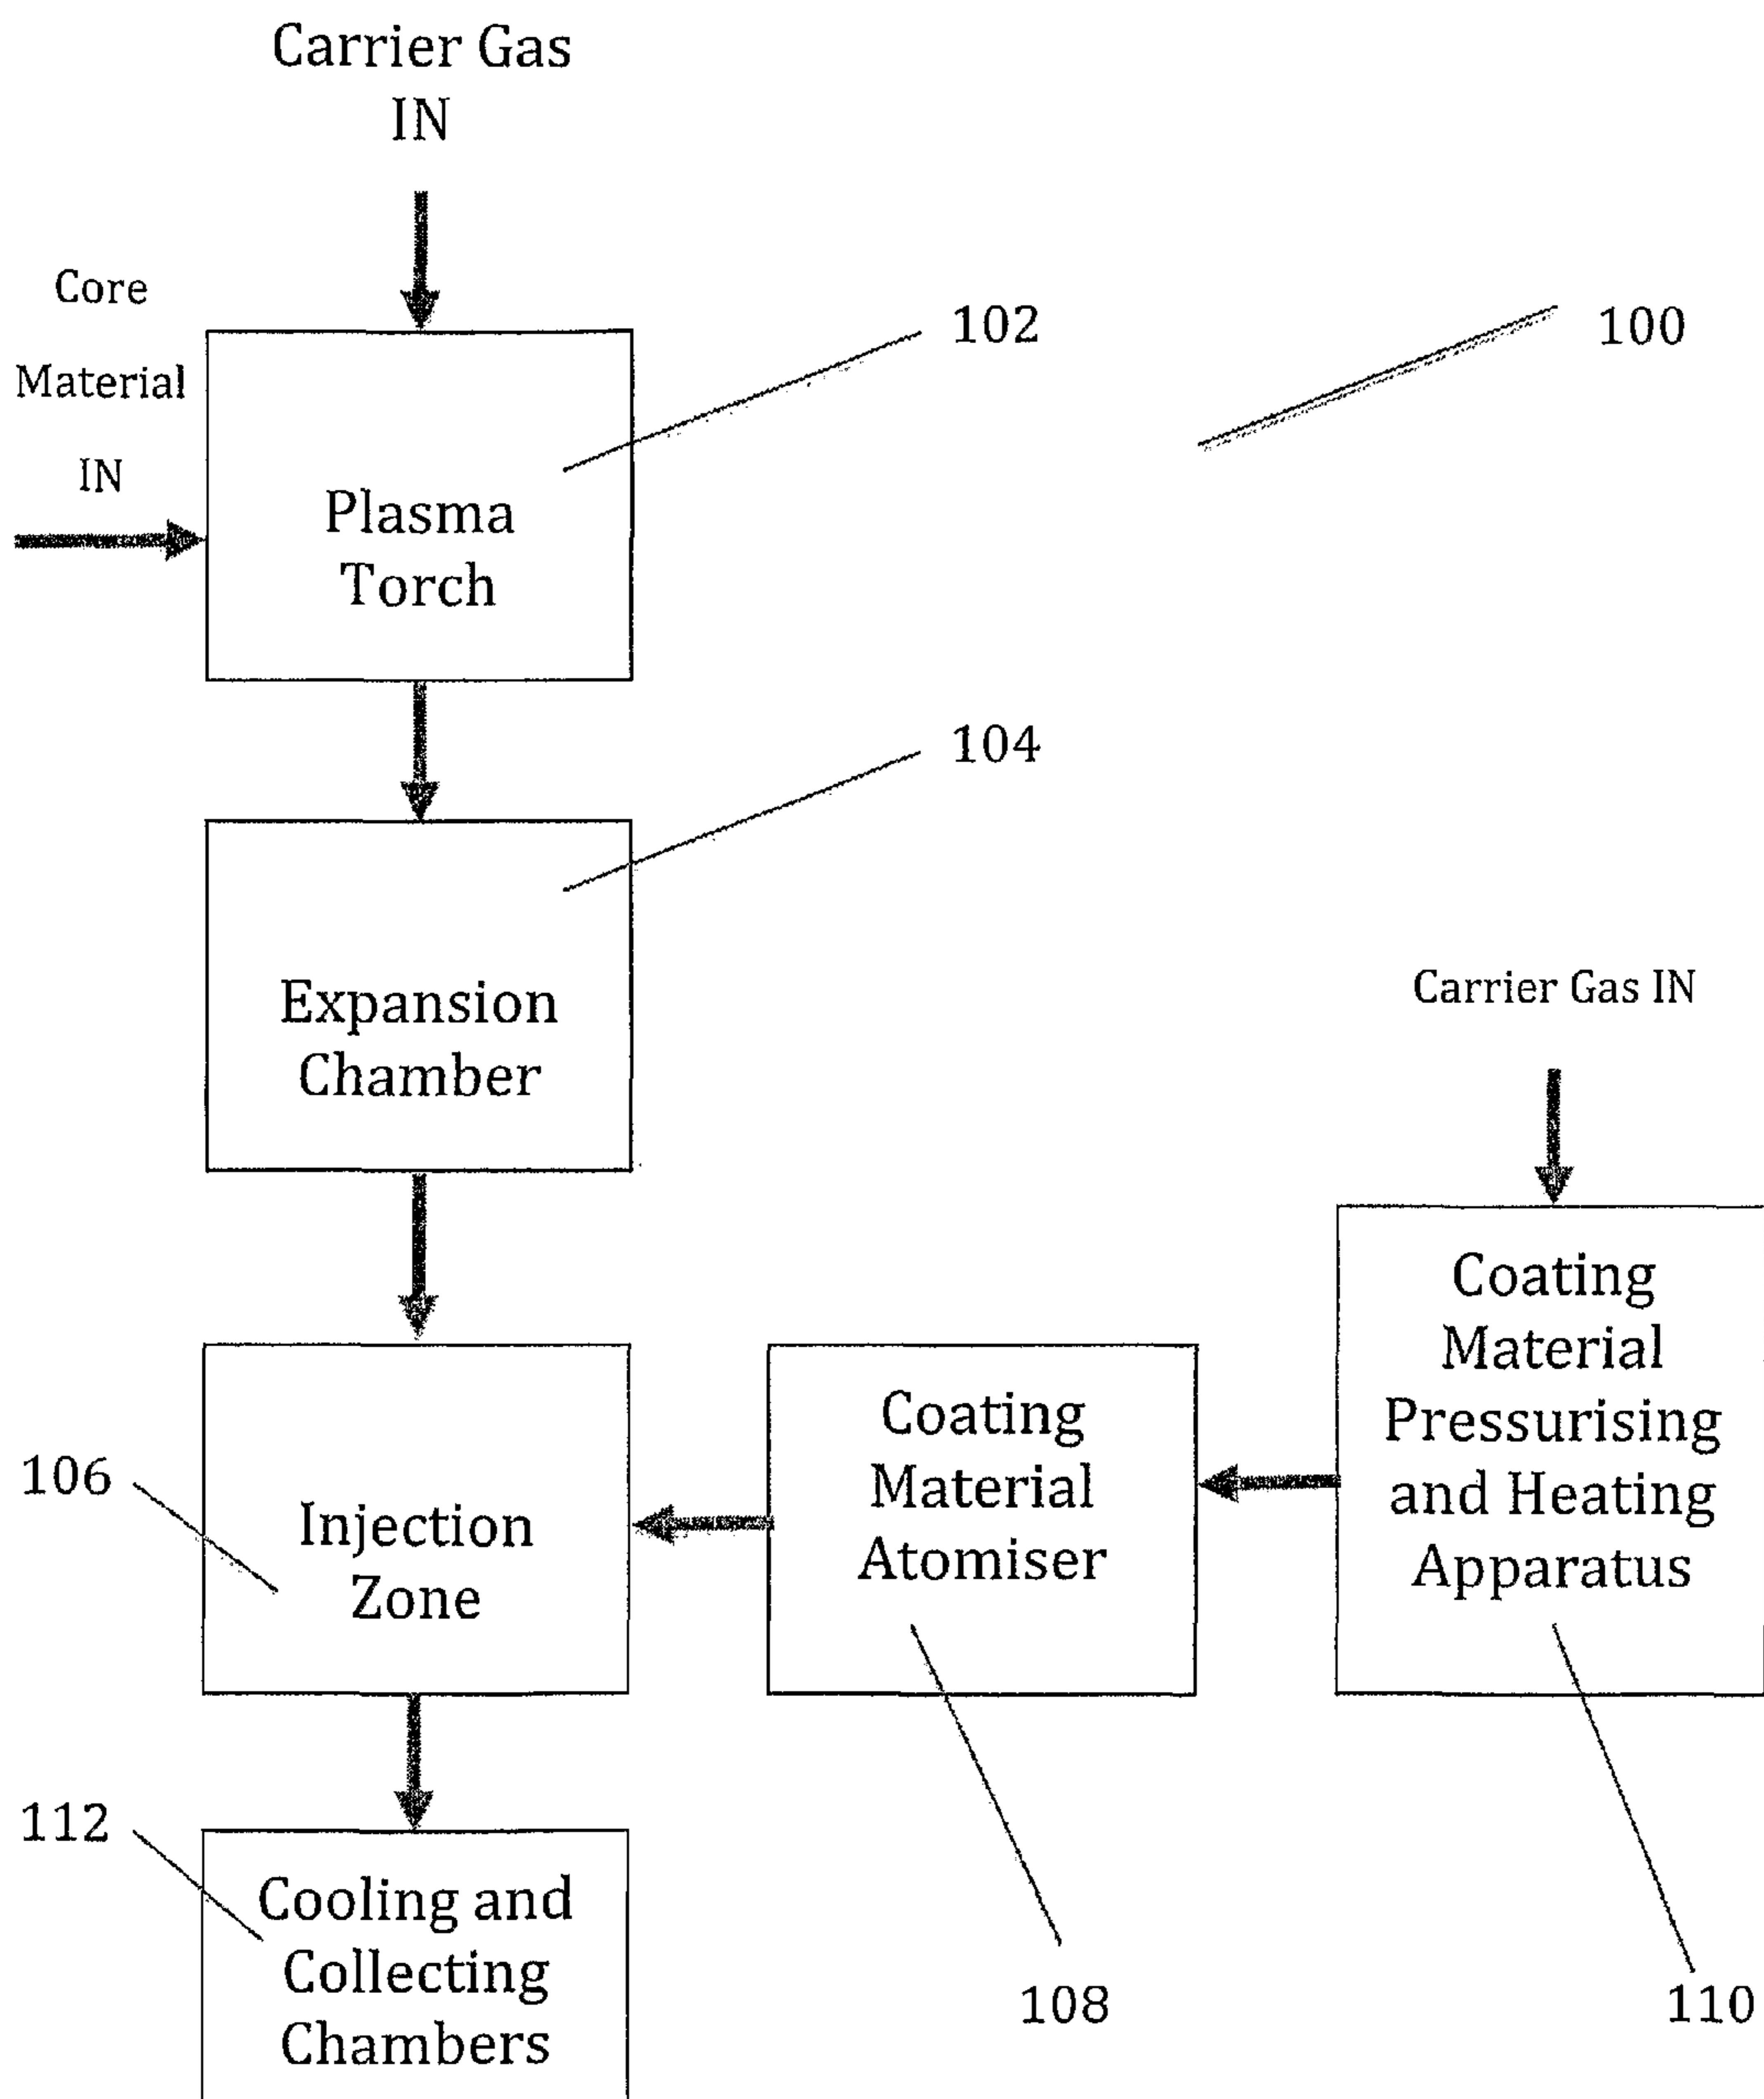 Carrier Gas
IN
Core
Material
IN
102
100
Plasma
Torch
104
Expansion
Chamber
Carrier Gas IN
Coating
Material
Pressurising
and Heating
Apparatus
Coating
Material
Atomiser
106
Injection
Zone
112
Cooling and
Collecting
Chambers
108
110